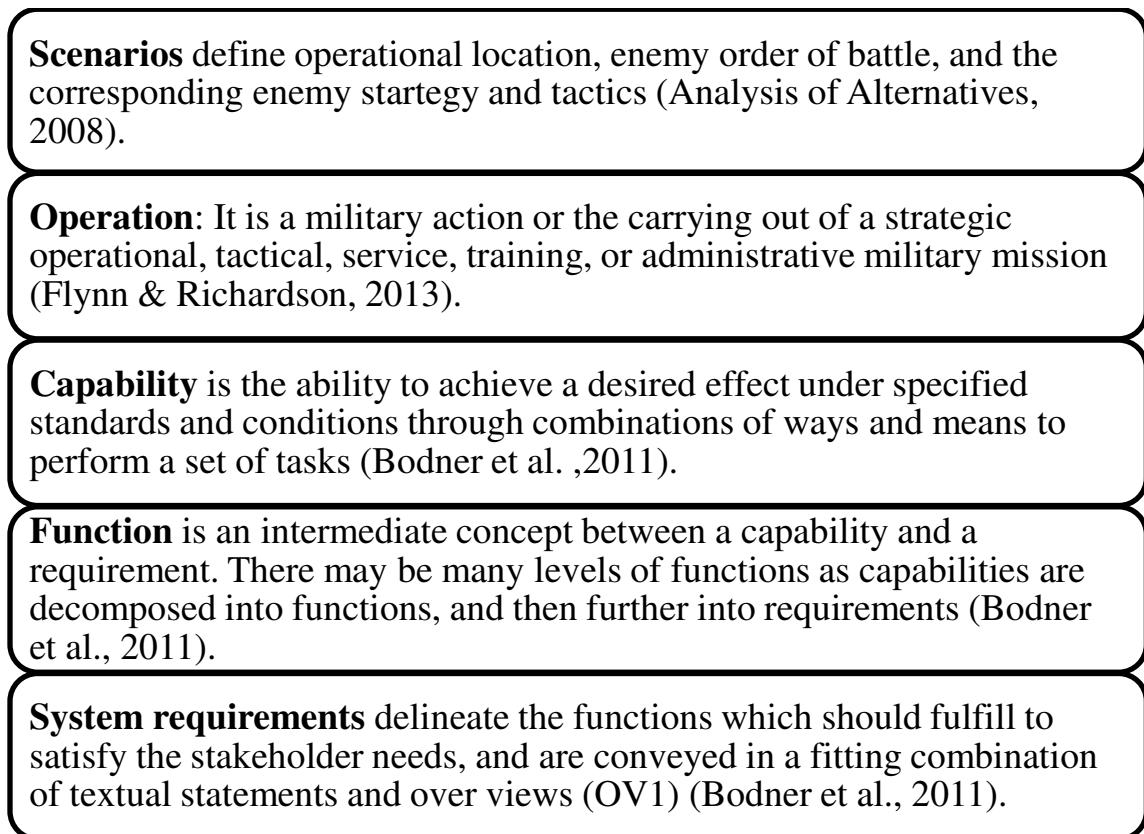 Scenarios define operational location, enemy order of battle, and the
corresponding enemy startegy and tactics (Analysis of Alternatives,
2008).
Operation: It is a military action or the carrying out of a strategic
operational, tactical, service, training, or administrative military mission
(Flynn & Richardson, 2013).
Capability is the ability to achieve a desired effect under specified
standards and conditions through combinations of ways and means to
perform a set of tasks (Bodner et al. ,2011).
Function is an intermediate concept between a capability and a
requirement. There may be many levels of functions as capabilities are
decomposed into functions, and then further into requirements (Bodner
et al., 2011).
System requirements delineate the functions which should fulfill to
satisfy the stakeholder needs, and are conveyed in a fitting combination
of textual statements and over views (OV1) (Bodner et al., 2011).